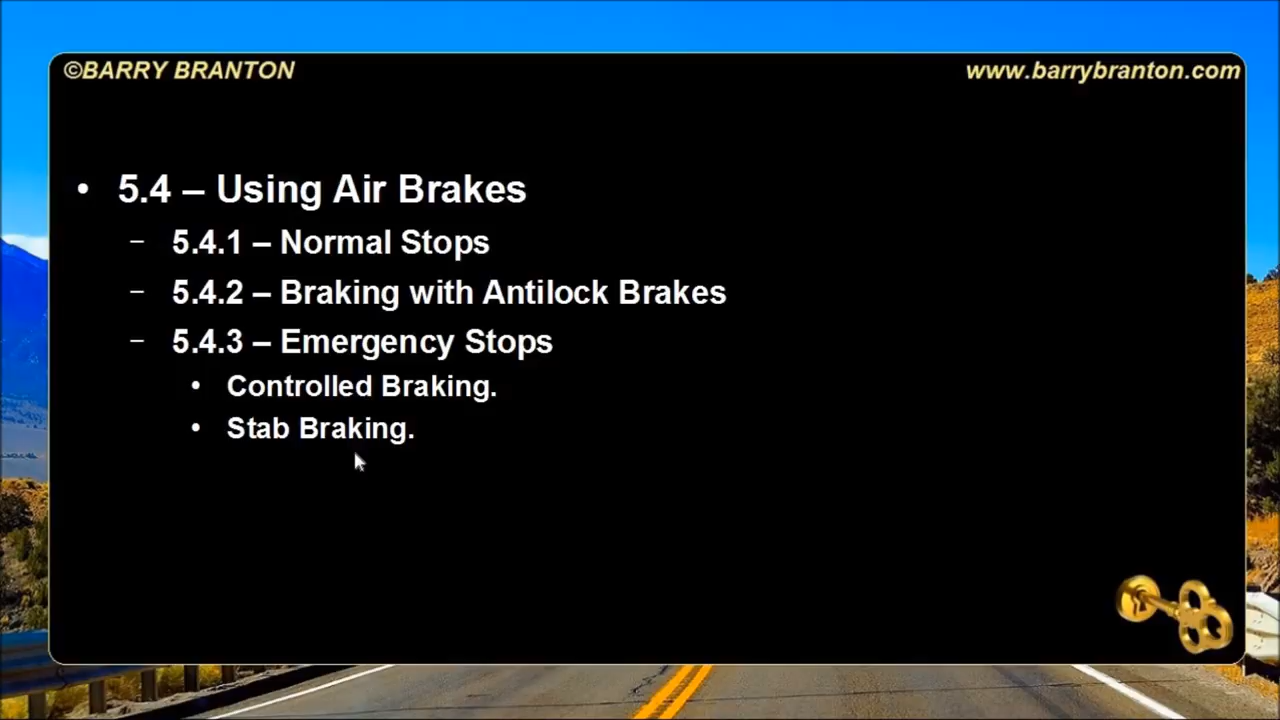 ©BARRY BRANTON
www.barrybranton.com
• 5.4 – Using Air Brakes
– 5.4.1 – Normal Stops
– 5.4.2 – Braking with Antilock Brakes
– 5.4.3 – Emergency Stops
• Controlled Braking.
• Stab Braking.